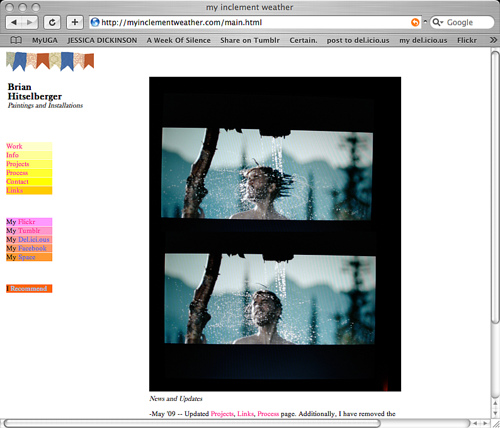 my inclement weather
http://myinclementweather.com/main.html
Google
MyUGA JESSICA DICKINSON A Week Of Silence Share on Tumblr Certain. post to del.icio.us my del.icio.us Flickr
Brian
Hitselberger
Paintings and Installations
Work
Info
Projects
Process
Contact
Links
My Flickr
My Tumblr
My Del.ici.ous
My Facebook
My Space
I Recommend
News and Updates
-May '09 -- Updated Projects, Links, Process page. Additionally, I have removed the